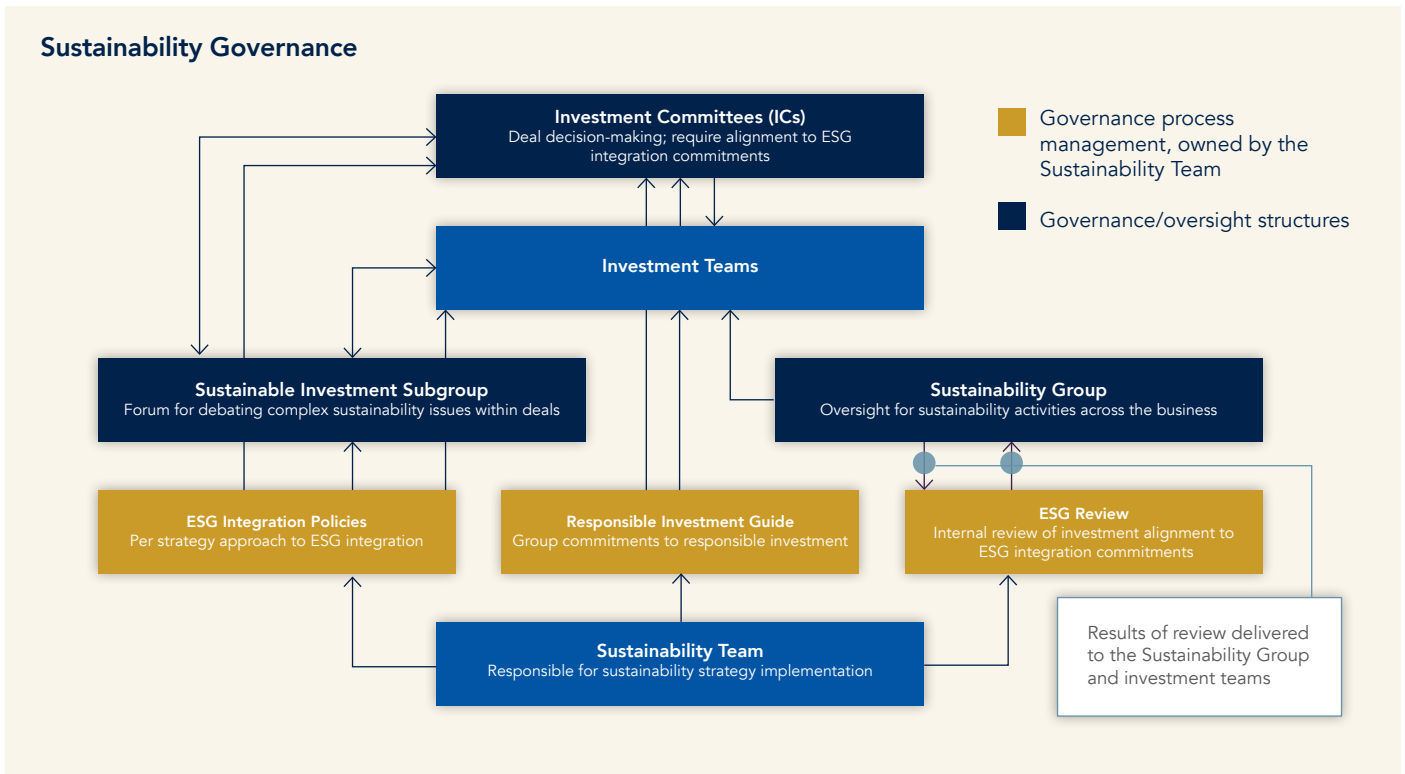 Sustainability Governance
Investment Committees (ICs)
Deal decision-making; require alignment to ESG
integration commitments
Governance process
management, owned by the
Sustainability Team
Governance/oversight structures
Investment Teams
Sustainable Investment Subgroup
Forum for debating complex sustainability issues within deals
Sustainability Group
Oversight for sustainability activities across the business
ESG Integration Policies
Per strategy approach to ESG integration
Responsible Investment Guide
Group commitments to responsible investment
ESG Review
Internal review of investment alignment to
ESG integration commitments
Sustainability Team
Responsible for sustainability strategy implementation
Results of review delivered
to the Sustainability Group
and investment teams